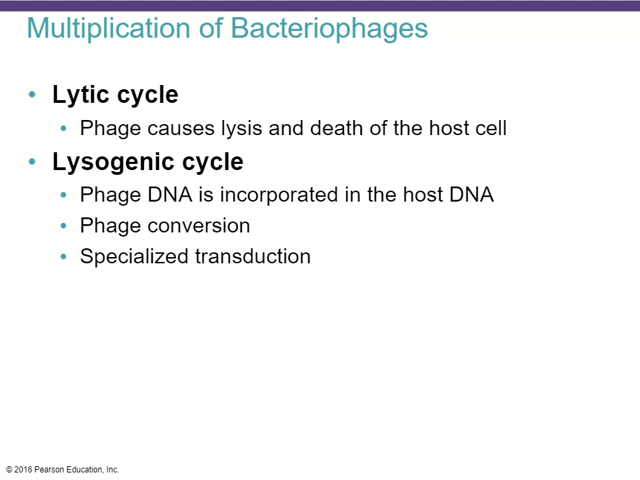 Multiplication of Bacteriophages
• Lytic cycle
• Phage causes lysis and death of the host cell
• Lysogenic cycle
• Phage DNA is incorporated in the host DNA
• Phage conversion
• Specialized transduction
© 2016 Pearson Education, Inc.